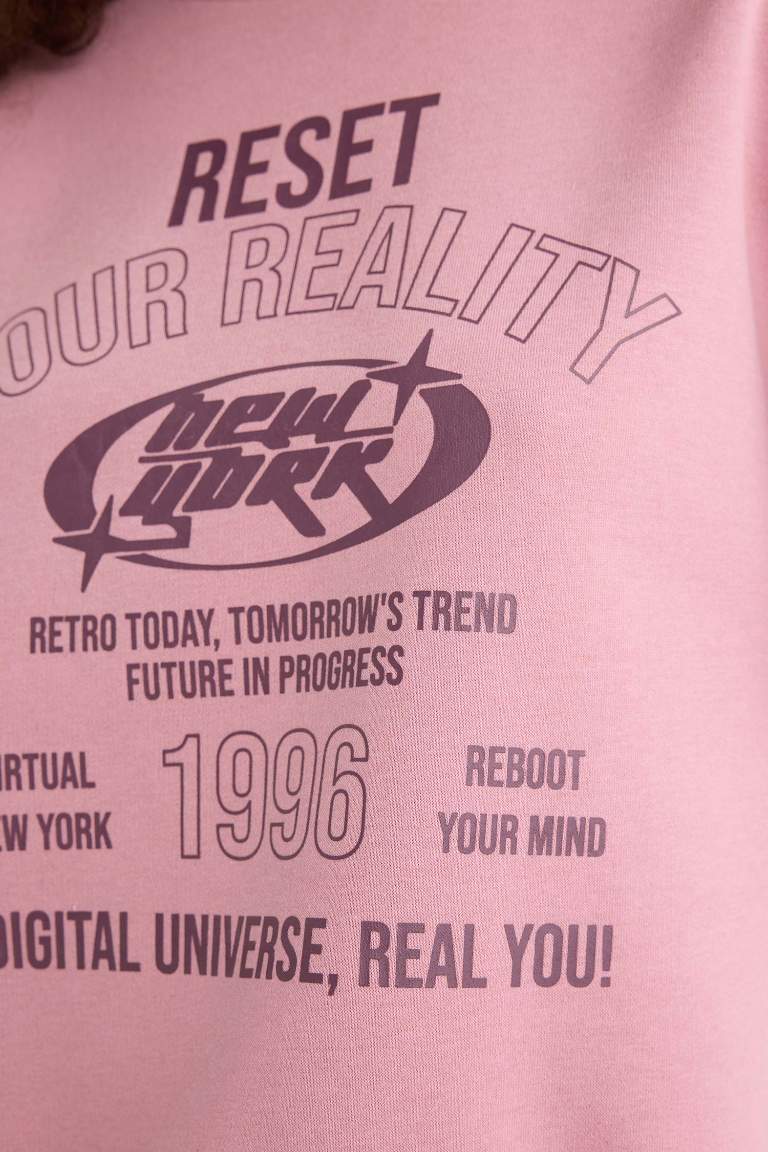 RESET
OUR REALITY
new
york
RETRO TODAY, TOMORROW'S TREND
FUTURE IN PROGRESS
IRTUAL
EW YORK
1996
REBOOT
YOUR MIND
DIGITAL UNIVERSE, REAL YOU!